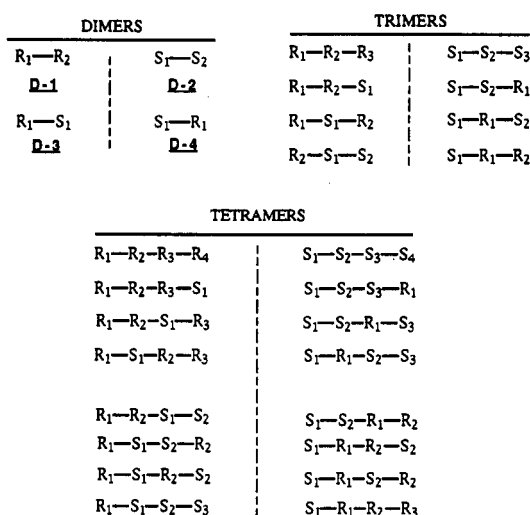 DIMERS
R₁—R₂ S₁—S₂
D-1 D-2
R₁—S₁ S₁—R₁
D-3 D-4
TRIMERS
R₁—R₂—R₃ S₁—S₂—S₃
R₁—R₂—S₁ S₁—S₂—R₁
R₁—S₁—R₂ S₁—R₁—S₂
R₂—S₁—S₂ S₁—R₁—R₂
TETRAMERS
R₁—R₂—R₃—R₄ S₁—S₂—S₃—S₄
R₁—R₂—R₃—S₁ S₁—S₂—S₃—R₁
R₁—R₂—S₁—R₃ S₁—S₂—R₁—S₃
R₁—S₁—R₂—R₃ S₁—R₁—S₂—S₃
R₁—R₂—S₁—S₂ S₁—S₂—R₁—R₂
R₁—S₁—S₂—R₂ S₁—R₁—R₂—S₂
R₁—S₁—R₂—S₂ S₁—R₁—S₂—R₂
R₁—S₁—S₂—S₃ S₁—R₁—R₂—R₃